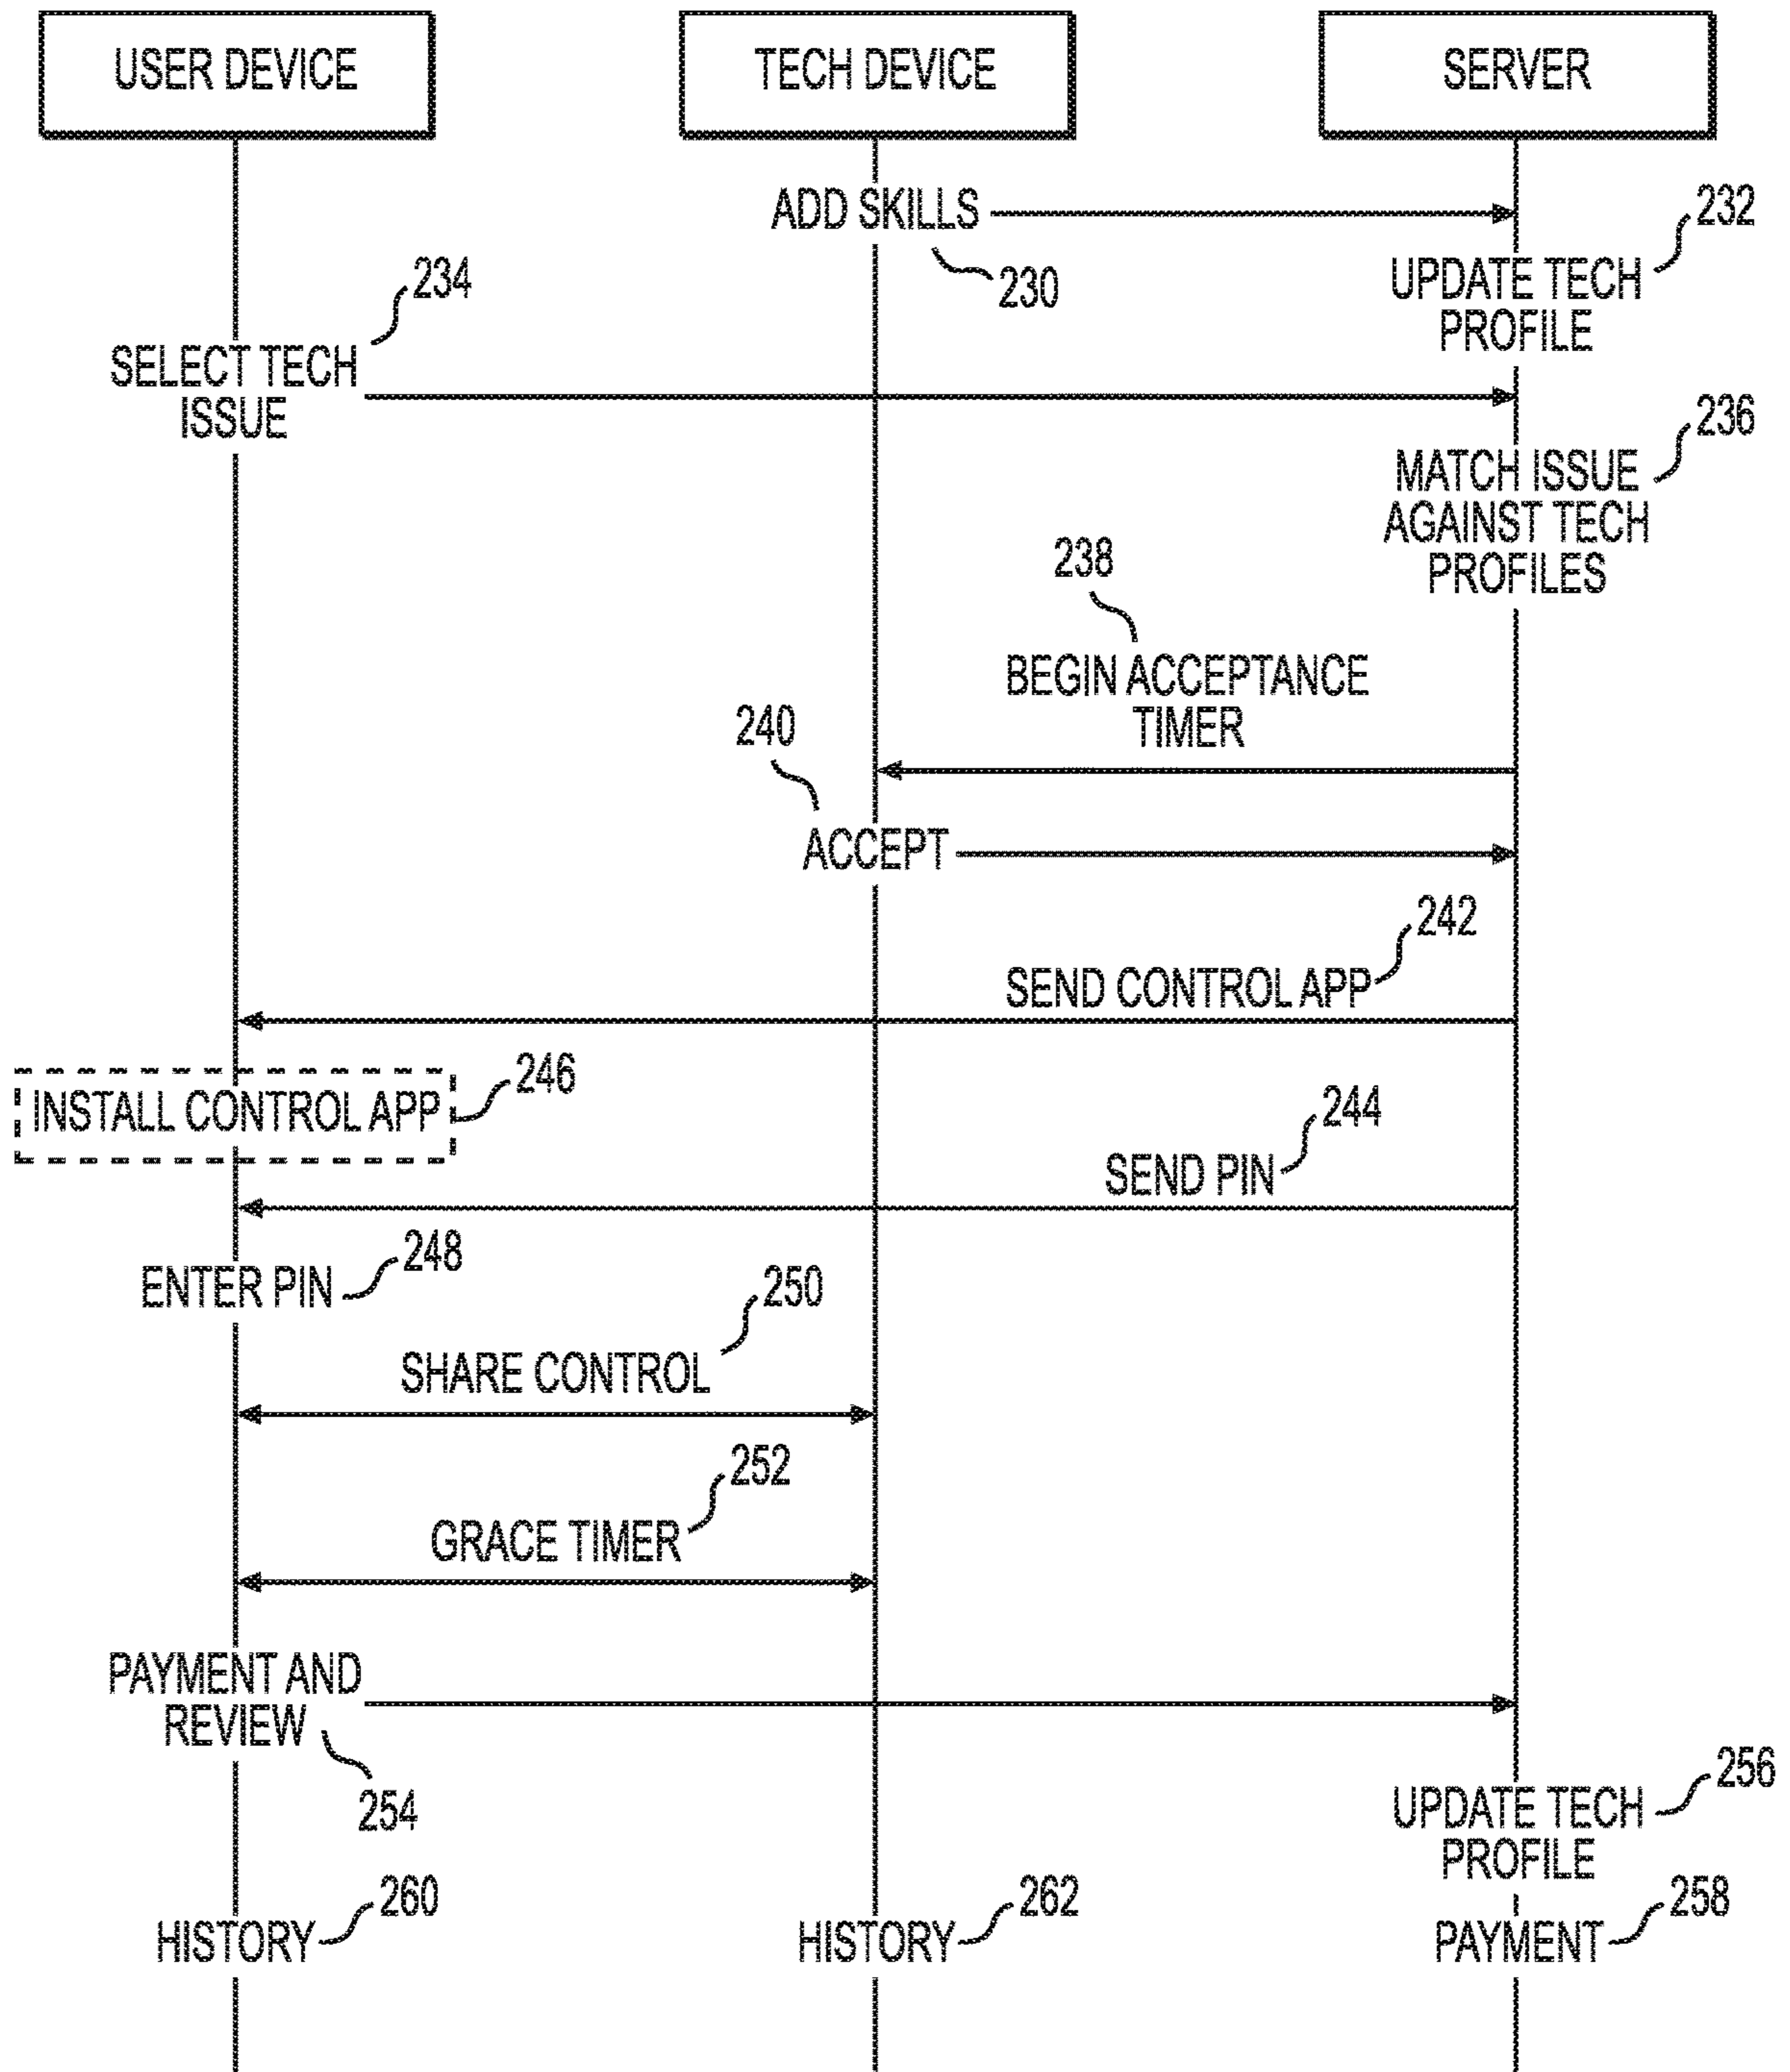 USER DEVICE
TECH DEVICE
SERVER
ADD SKILLS
230
232
UPDATE TECH
PROFILE
234
SELECT TECH
ISSUE
236
MATCH ISSUE
AGAINST TECH
PROFILES
238
BEGIN ACCEPTANCE
TIMER
240
ACCEPT
242
SEND CONTROL APP
246
INSTALL CONTROL APP
244
SEND PIN
248
ENTER PIN
250
SHARE CONTROL
252
GRACE TIMER
PAYMENT AND
REVIEW
254
256
UPDATE TECH
PROFILE
260
HISTORY
262
HISTORY
258
PAYMENT